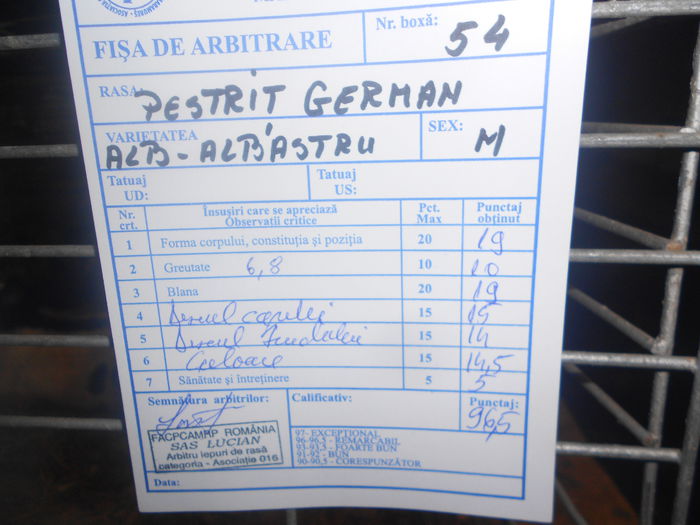 FIȘA DE ARBITRARE
Nr. boxă: 54
RASA PESTRIȚ GERMAN
VARIETATEA ALB-ALBASTRU
SEX: M
Tatuaj UD:
Tatuaj US:
Nr. crt. Însușiri care se apreciază Observații critice Pct. Max Punctaj obținut
1 Forma corpului, constituția și poziția 20 19
2 Greutate 6,8 10 10
3 Blana 20 19
4 Desenul capului 15 15
5 Desenul trunchiului 15 14
6 Culoare 15 14,5
7 Sănătate și întreținere 5 5
Semnătura arbitrilor:
Calificativ:
Punctaj: 96,5
FACPCAMRP ROMÂNIA
SAS LUCIAN
Arbitru iepuri de rasă
categoria - Asociație 016
97- EXCEPȚIONAL
96-96,5 - REMARCABIL
93-93,5 - FOARTE BUN
91-92 - BUN
90-90,5 - CORESPUNZĂTOR
Data: